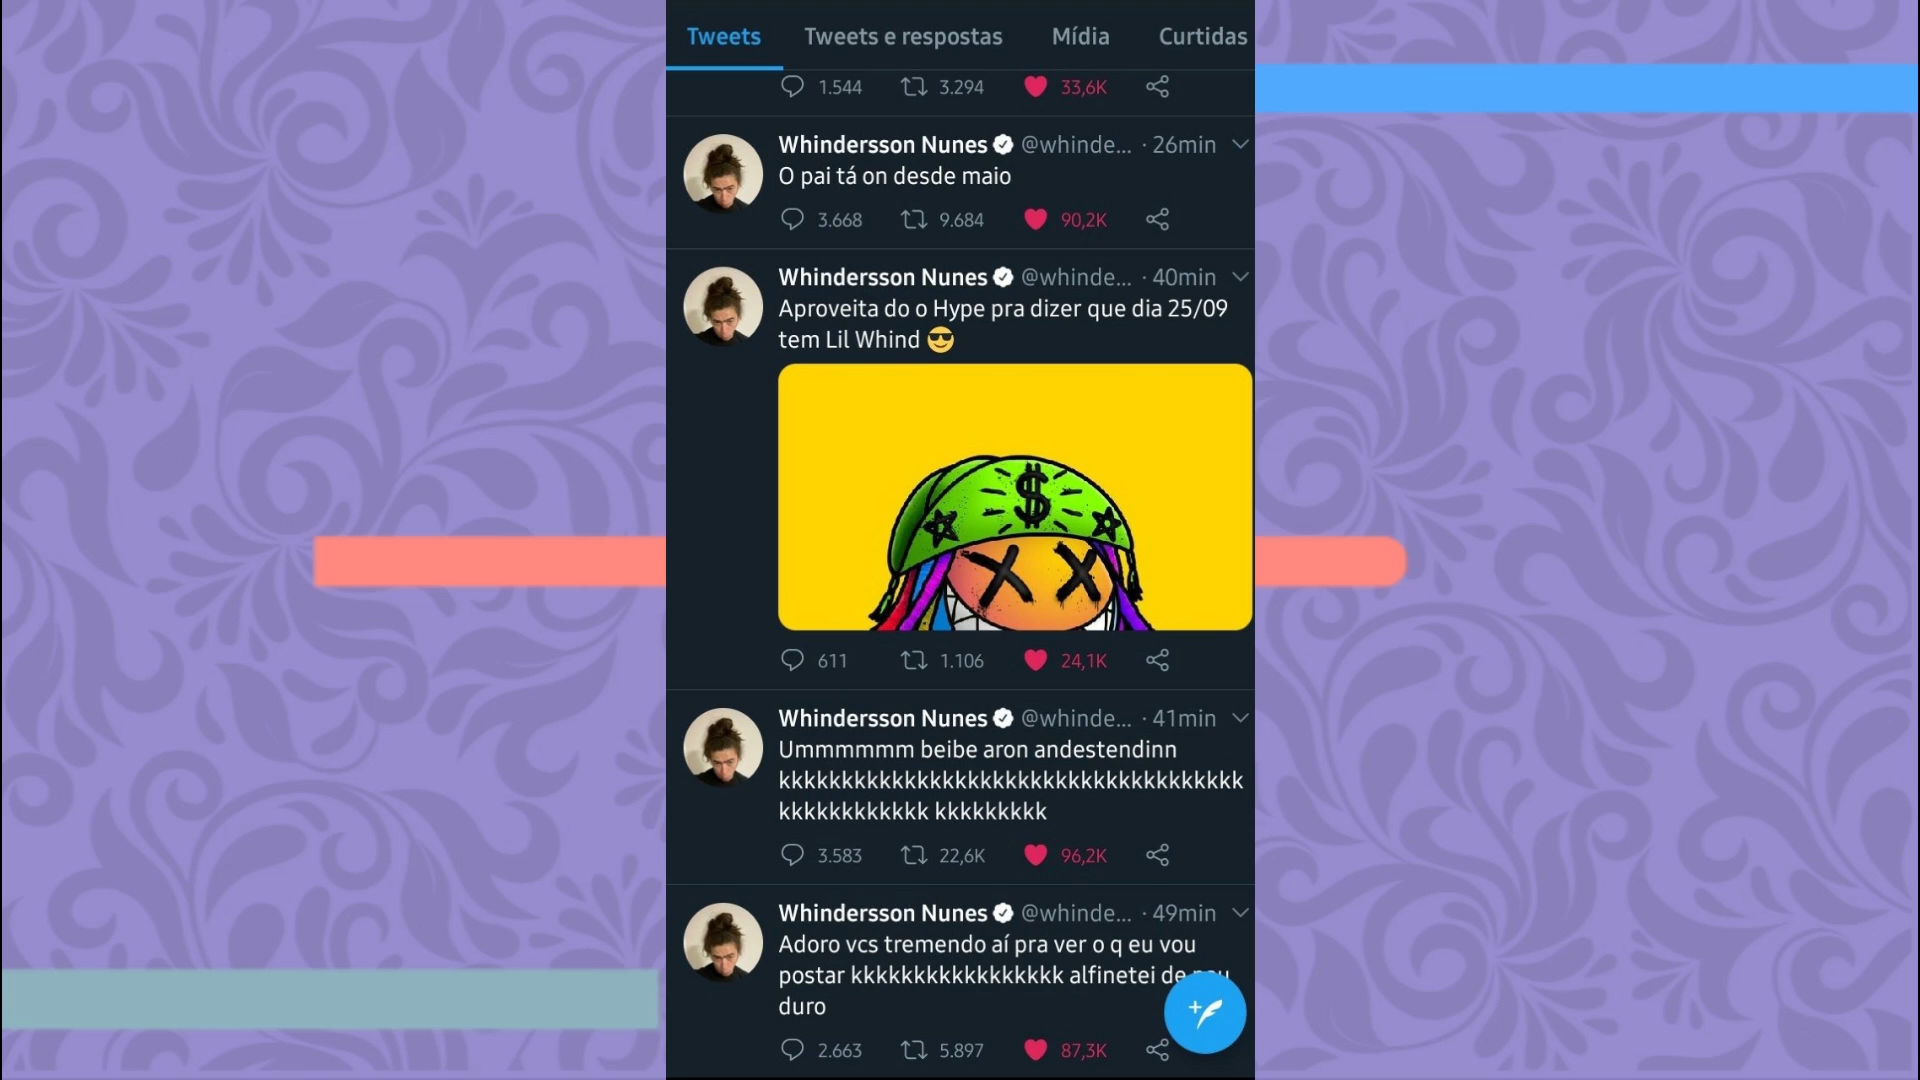 Tweets Tweets e respostas Mídia Curtidas
1.544 3.294 33,6K
Whindersson Nunes @whinde... · 26min
O pai tá on desde maio
3.668 9.684 90,2K
Whindersson Nunes @whinde... · 40min
Aproveita do o Hype pra dizer que dia 25/09
tem Lil Whind 😎
$
611 1.106 24,1K
Whindersson Nunes @whinde... · 41min
Ummmmmm beibe aron andestendinn
kkkkkkkkkkkkkkkkkkkkkkkkkkkkkkkkkkkkk
kkkkkkkkkkkk kkkkkkkkk
3.583 22,6K 96,2K
Whindersson Nunes @whinde... · 49min
Adoro vcs tremendo aí pra ver o q eu vou
postar kkkkkkkkkkkkkkkkk alfinetei de
duro
2.663 5.897 87,3K